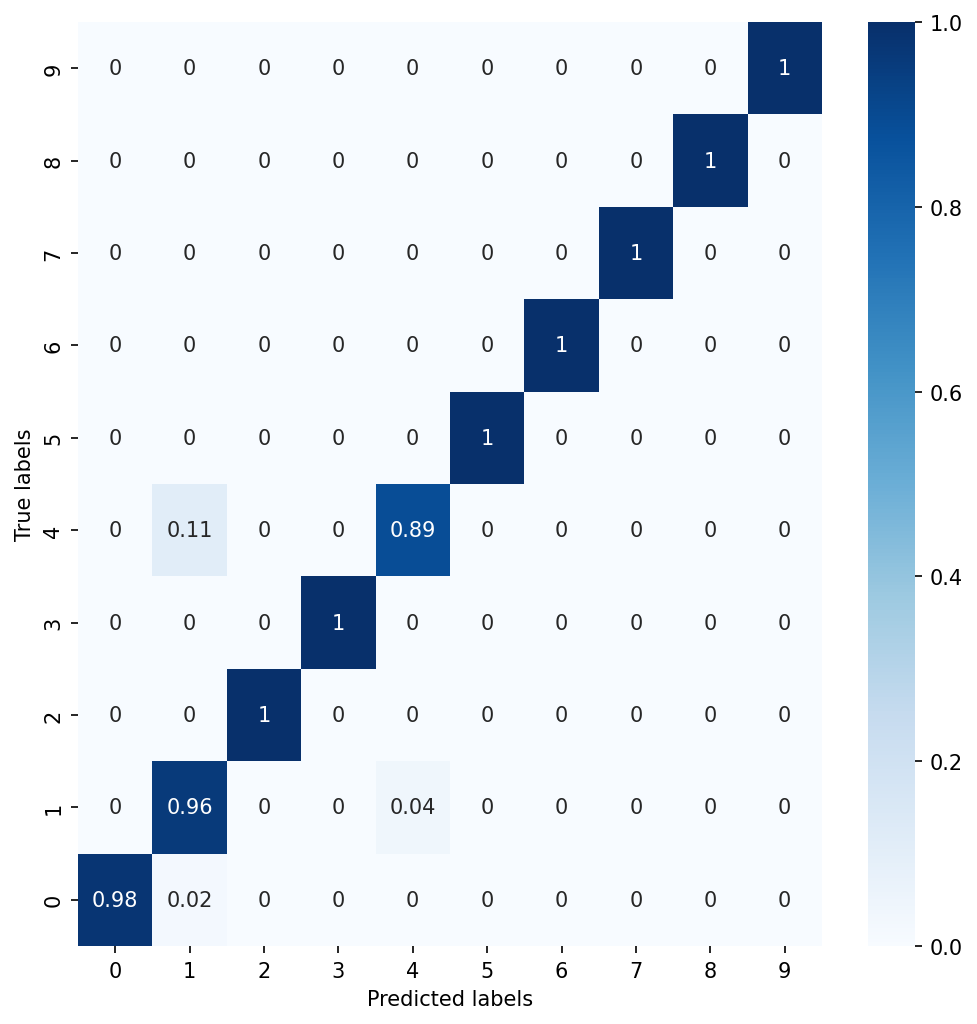 9 0 0 0 0 0 0 0 0 0 1
8 0 0 0 0 0 0 0 0 1 0
7 0 0 0 0 0 0 0 1 0 0
6 0 0 0 0 0 0 1 0 0 0
5 0 0 0 0 0 1 0 0 0 0
4 0 0.11 0 0 0.89 0 0 0 0 0
3 0 0 0 1 0 0 0 0 0 0
2 0 0 1 0 0 0 0 0 0 0
1 0 0.96 0 0 0.04 0 0 0 0 0
0 0.98 0.02 0 0 0 0 0 0 0 0
0 1 2 3 4 5 6 7 8 9
Predicted labels
True labels
1.0
0.8
0.6
0.4
0.2
0.0